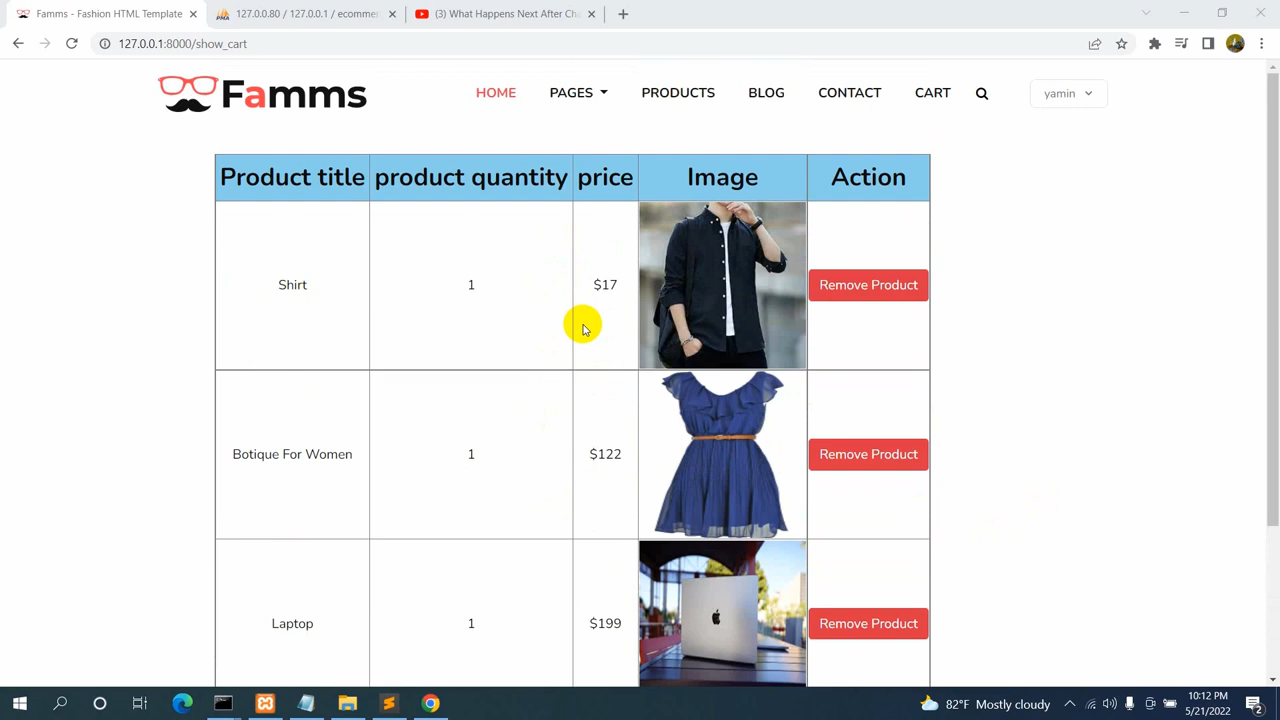 Famms - Fashion HTML Template
127.0.0.80 / 127.0.0.1 / ecommer
(3) What Happens Next After Cho
127.0.0.1:8000/show_cart
Famms
HOME
PAGES
PRODUCTS
BLOG
CONTACT
CART
yamin
Product title
product quantity
price
Image
Action
Shirt
1
$17
Remove Product
Botique For Women
1
$122
Remove Product
Laptop
1
$199
Remove Product
82°F Mostly cloudy
10:12 PM
5/21/2022
2